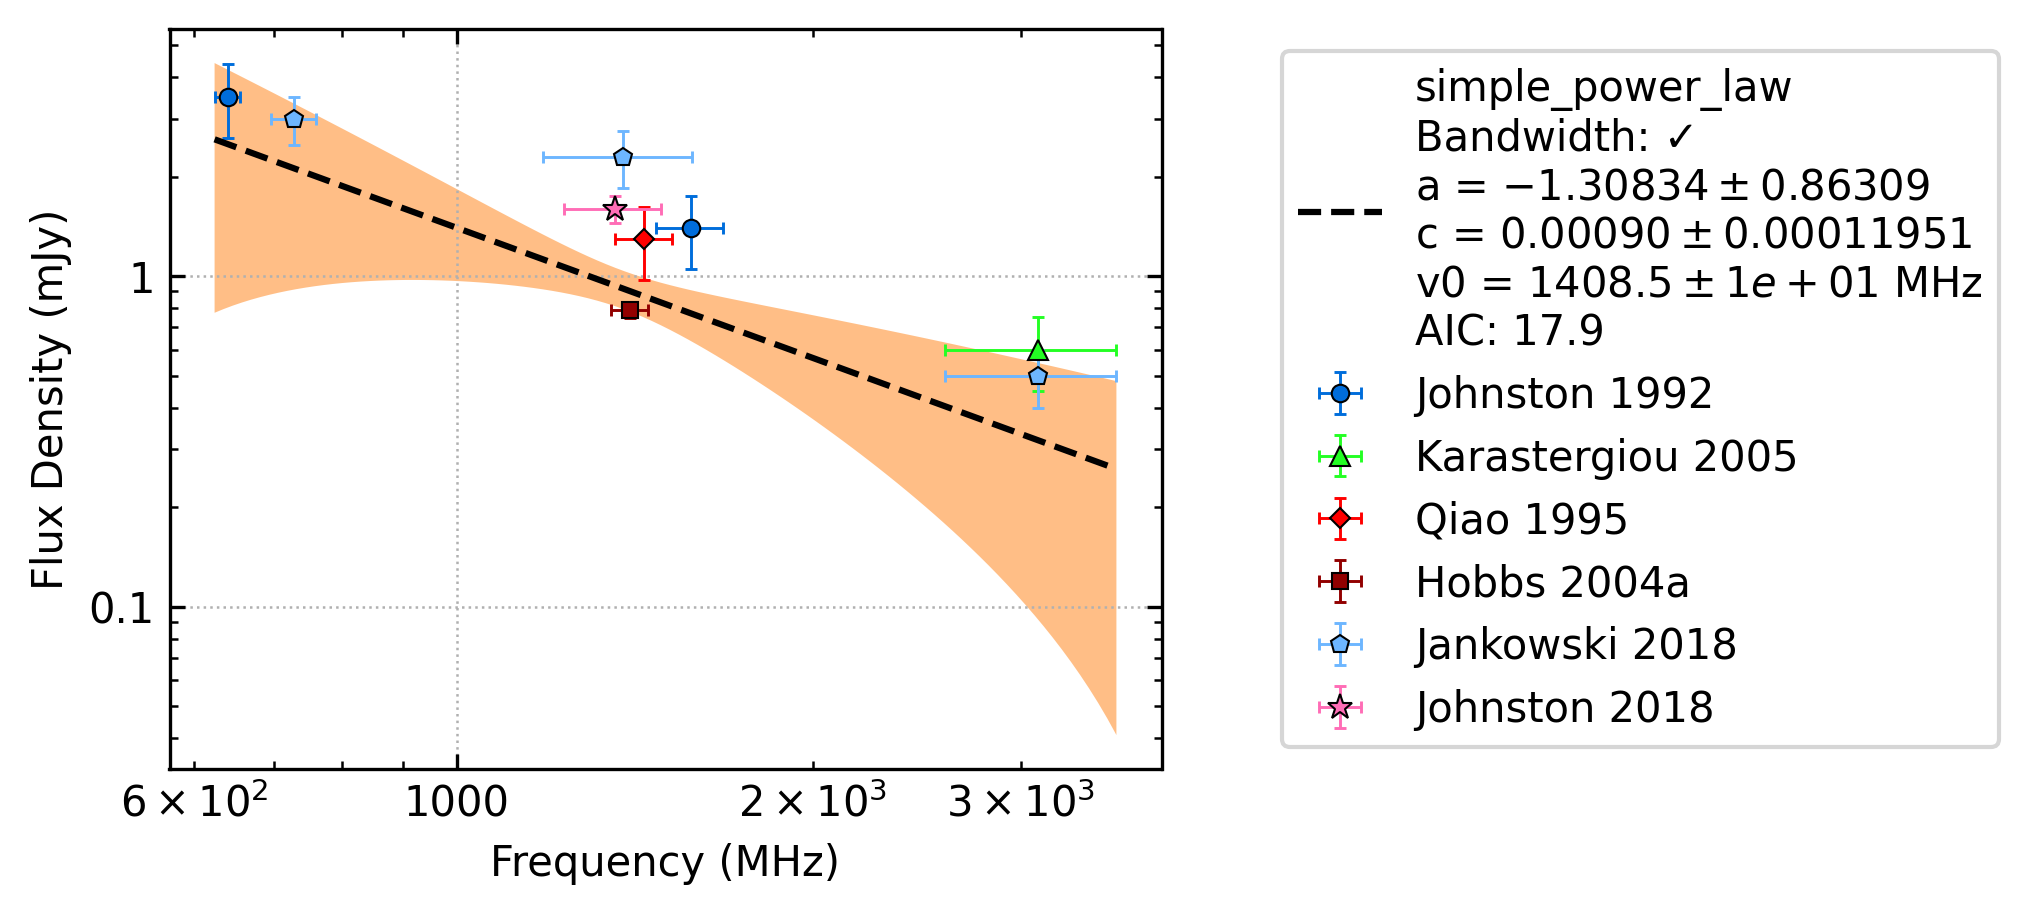 Flux Density (mJy)
1
0.1
6 × 10²
1000
2 × 10³
3 × 10³
Frequency (MHz)
simple_power_law
Bandwidth: ✓
a = −1.30834 ± 0.86309
c = 0.00090 ± 0.00011951
v0 = 1408.5 ± 1e + 01 MHz
AIC: 17.9
Johnston 1992
Karastergiou 2005
Qiao 1995
Hobbs 2004a
Jankowski 2018
Johnston 2018